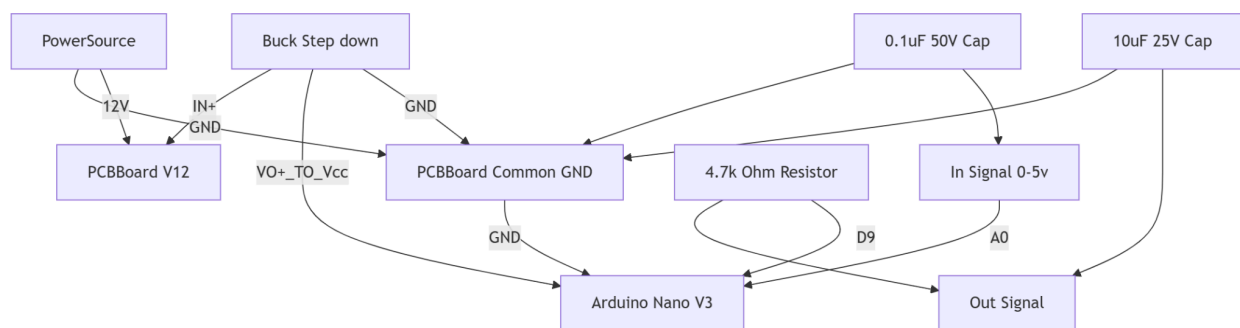 PowerSource
Buck Step down
0.1uF 50V Cap
10uF 25V Cap
12V
IN+
GND
GND
PCBBoard V12
VO+_TO_Vcc
PCBBoard Common GND
4.7k Ohm Resistor
In Signal 0-5v
GND
D9
A0
Arduino Nano V3
Out Signal